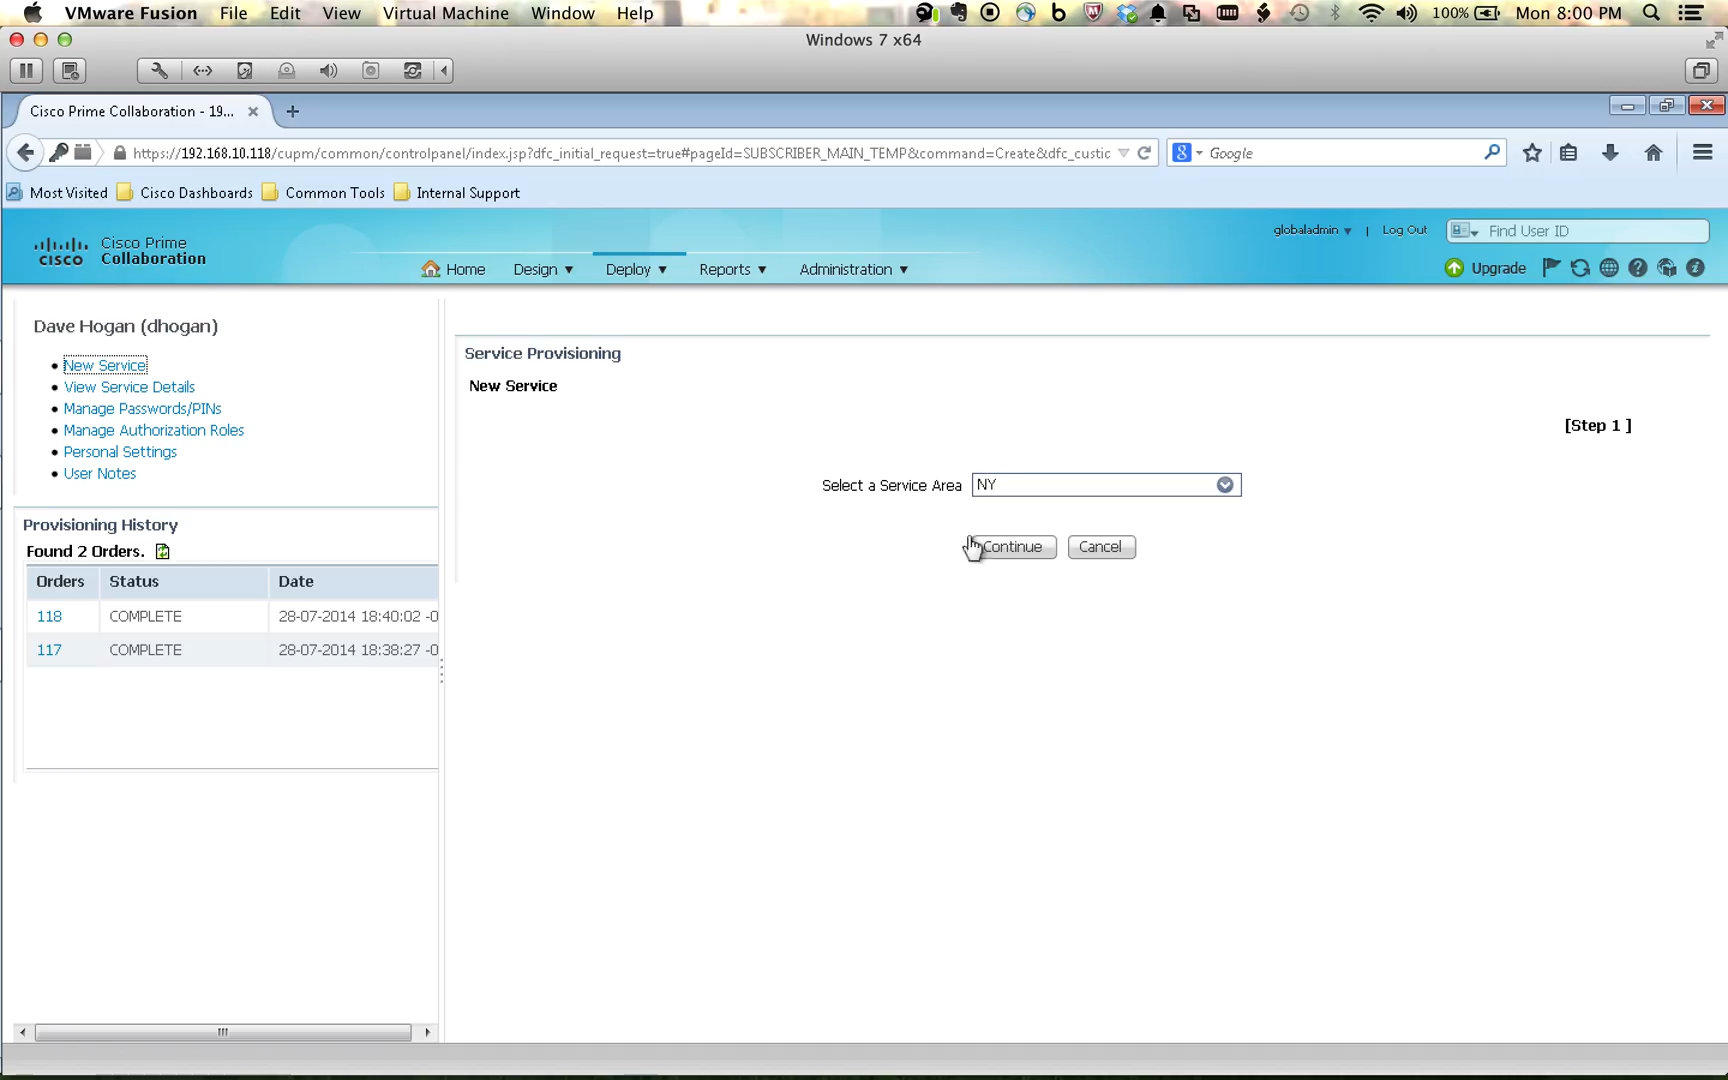 VMware Fusion File Edit View Virtual Machine Window Help 100% Mon 8:00 PM
Windows 7 x64
Cisco Prime Collaboration - 19...
https://192.168.10.118/cupm/common/controlpanel/index.jsp?dfc_initial_request=true#pageId=SUBSCRIBER_MAIN_TEMP&command=Create&dfc_custic Google
Most Visited Cisco Dashboards Common Tools Internal Support
CISCO Cisco Prime Collaboration
globaladmin | Log Out Find User ID
Home Design Deploy Reports Administration Upgrade
Dave Hogan (dhogan)
New Service
View Service Details
Manage Passwords/PINs
Manage Authorization Roles
Personal Settings
User Notes
Provisioning History
Found 2 Orders.
Orders Status Date
118 COMPLETE 28-07-2014 18:40:02 -0
117 COMPLETE 28-07-2014 18:38:27 -0
Service Provisioning
New Service
[Step 1 ]
Select a Service Area NY
Continue Cancel